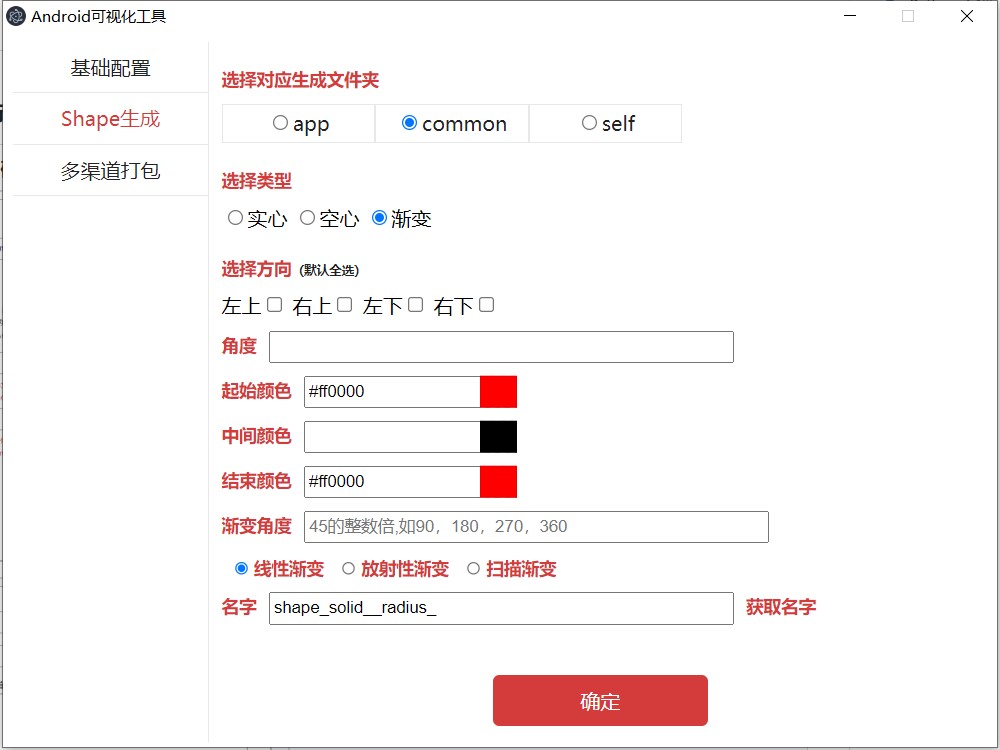 Android可视化工具
基础配置
Shape生成
多渠道打包
选择对应生成文件夹
app common self
选择类型
实心 空心 渐变
选择方向 (默认全选)
左上 右上 左下 右下
角度
起始颜色 #ff0000
中间颜色
结束颜色 #ff0000
渐变角度 45的整数倍,如90，180，270，360
线性渐变 放射性渐变 扫描渐变
名字 shape_solid__radius_ 获取名字
确定